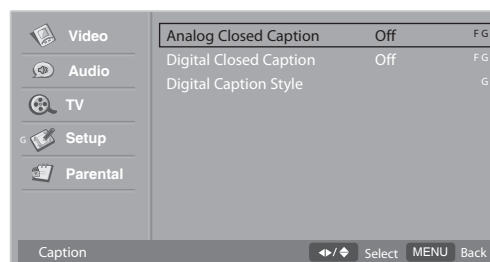 Video
Audio
TV
G Setup
Parental
Analog Closed Caption Off F G
Digital Closed Caption Off F G
Digital Caption Style G
Caption ◂▸/◆ Select MENU Back